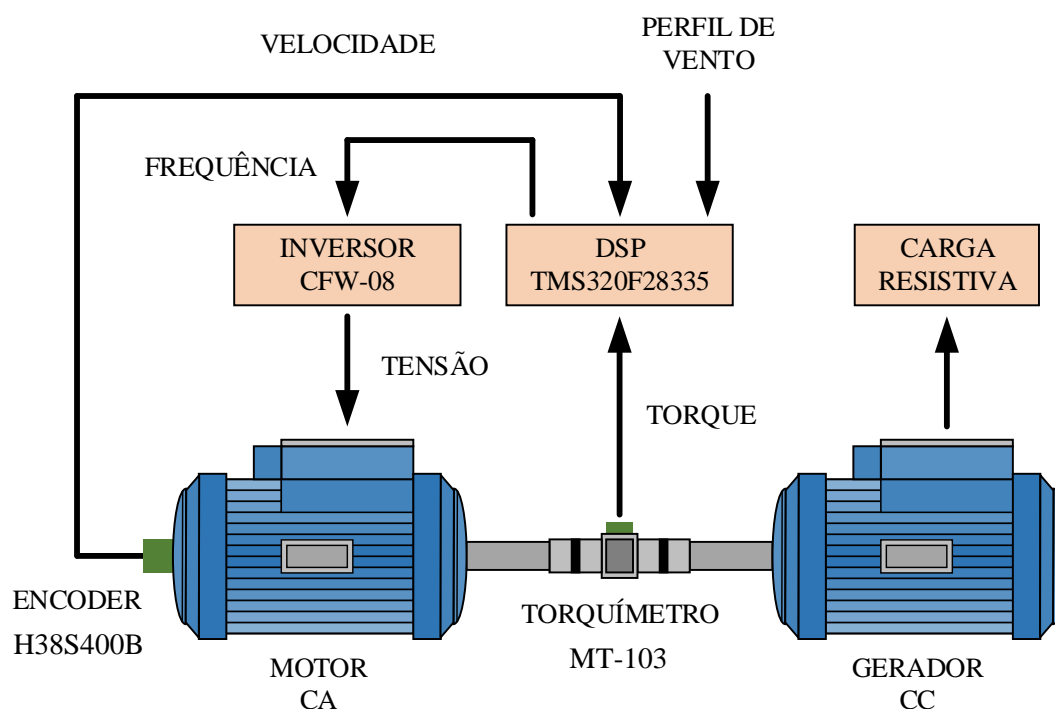 VELOCIDADE
PERFIL DE
VENTO
FREQUÊNCIA
INVERSOR
CFW-08
DSP
TMS320F28335
CARGA
RESISTIVA
TENSÃO
TORQUE
ENCODER
H38S400B
TORQUÍMETRO
MT-103
MOTOR
CA
GERADOR
CC